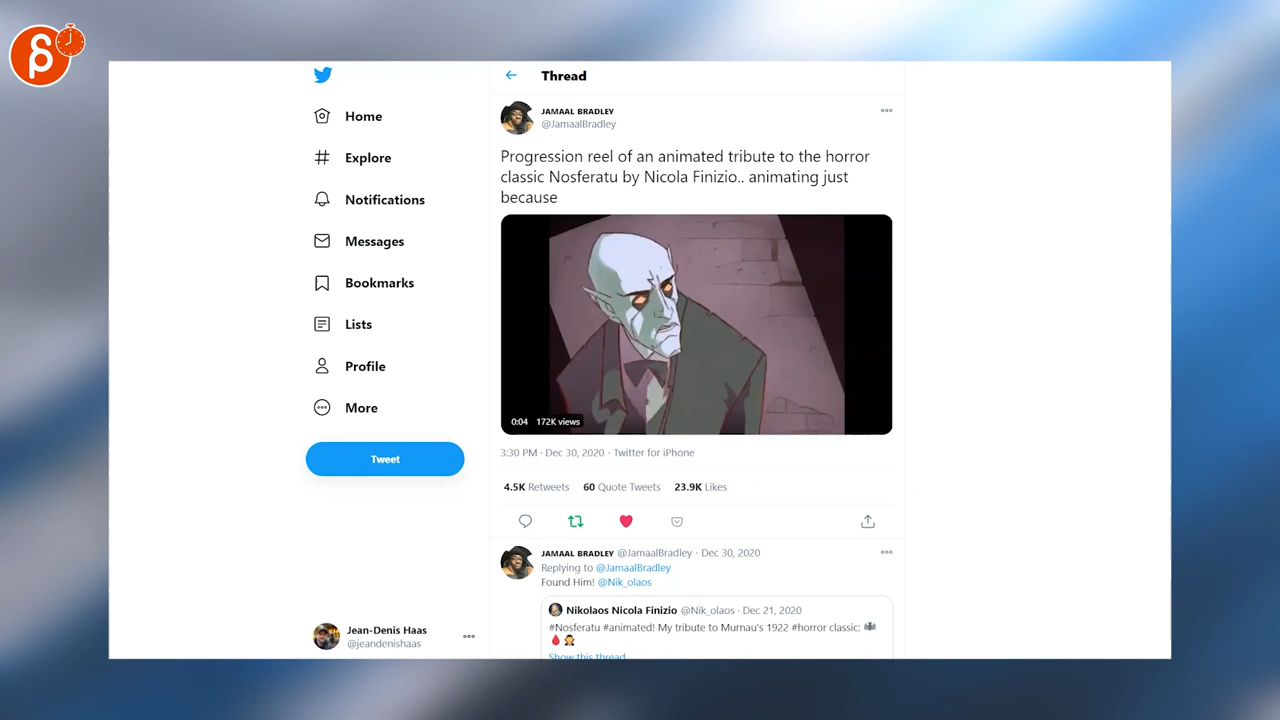 Thread
Home
Explore
Notifications
Messages
Bookmarks
Lists
Profile
More
Tweet
Jean-Denis Haas
@jeandenishaas
JAMAAL BRADLEY
@JamaalBradley
Progression reel of an animated tribute to the horror
classic Nosferatu by Nicola Finizio.. animating just
because
0:04 172K views
3:30 PM · Dec 30, 2020 · Twitter for iPhone
4.5K Retweets 60 Quote Tweets 23.9K Likes
JAMAAL BRADLEY @JamaalBradley · Dec 30, 2020
Replying to @JamaalBradley
Found Him! @Nik_olaos
Nikolaos Nicola Finizio @Nik_olaos · Dec 21, 2020
#Nosferatu #animated! My tribute to Murnau's 1922 #horror classic:
Show this thread